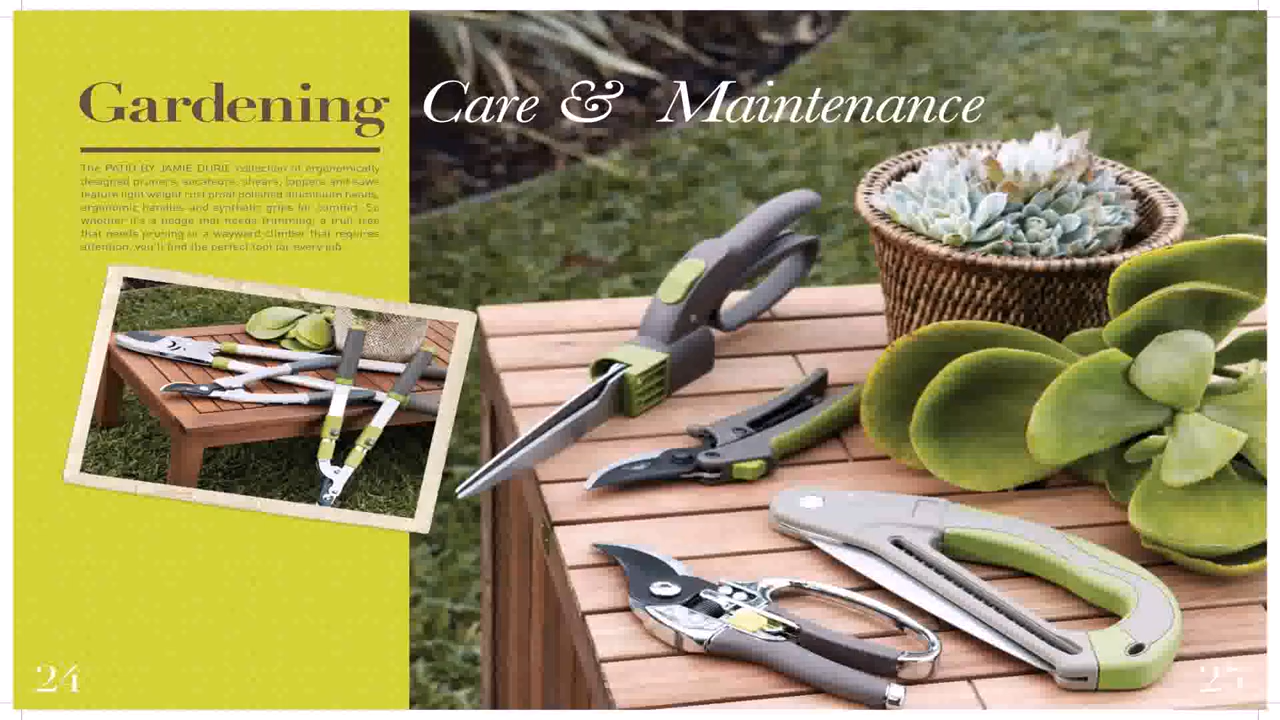 Gardening Care & Maintenance
The PATIO BY JAMIE DURIE collection of ergonomically
designed pruners, secateurs, shears, loppers and saws
feature light weight rust proof polished aluminium hands,
ergonomic handles and synthetic grips for comfort. So
whether it's a hedge that needs trimming, a fruit tree
that needs pruning or a wayward climber that requires
attention, you'll find the perfect tool for every job.
24
25